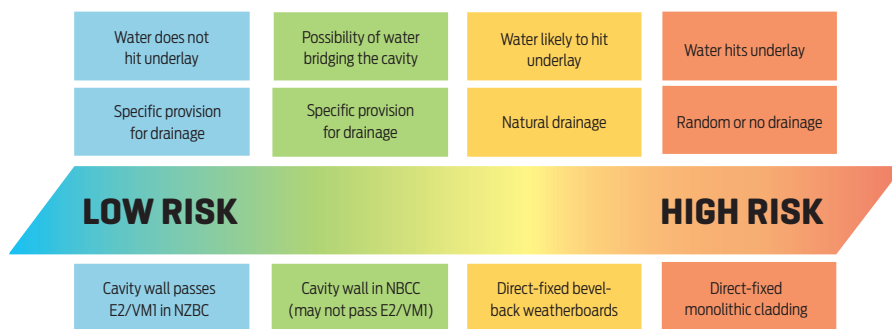 Water does not
hit underlay
Possibility of water
bridging the cavity
Water likely to hit
underlay
Water hits underlay
Specific provision
for drainage
Specific provision
for drainage
Natural drainage
Random or no drainage
LOW RISK
HIGH RISK
Cavity wall passes
E2/VM1 in NZBC
Cavity wall in NBCC
(may not pass E2/VM1)
Direct-fixed bevel-
back weatherboards
Direct-fixed
monolithic cladding